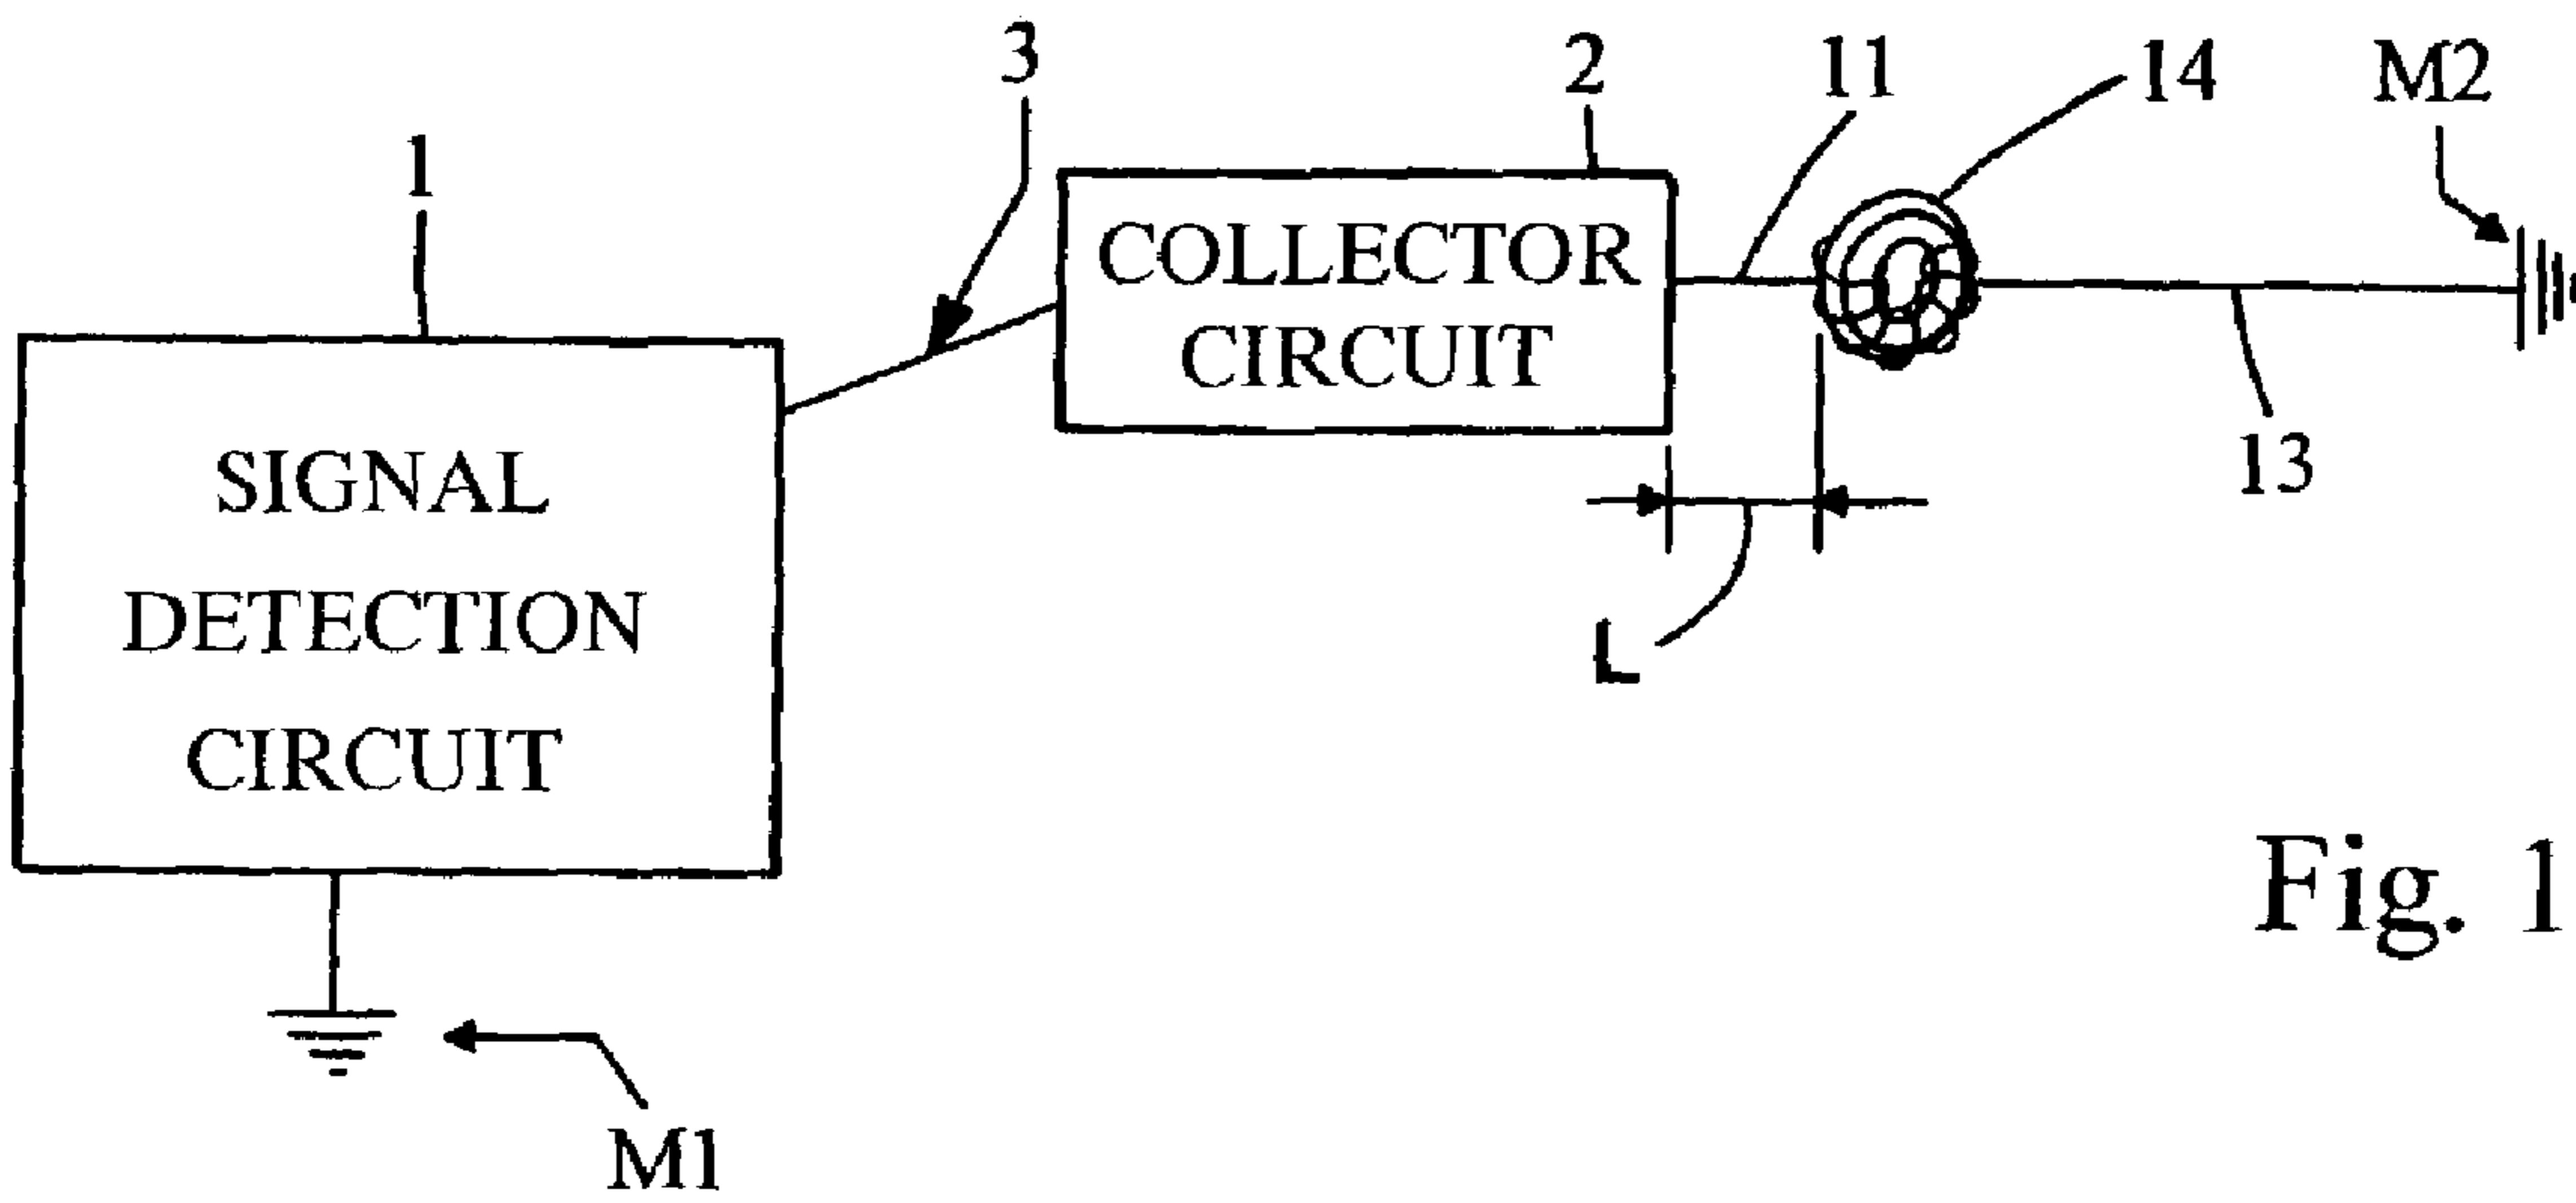 3
2
11
14
M2
1
COLLECTOR
CIRCUIT
13
SIGNAL
DETECTION
CIRCUIT
L
Fig. 1
M1